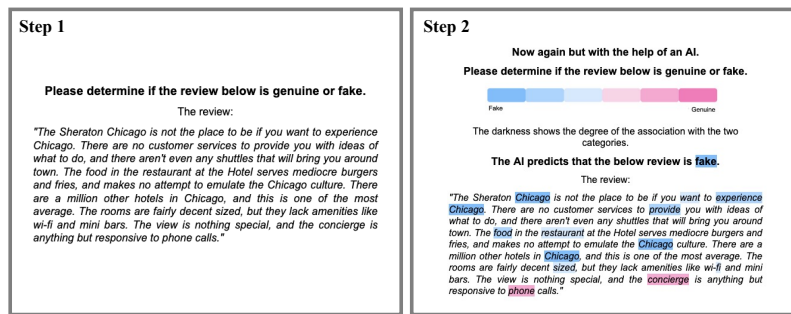 Step 1
Please determine if the review below is genuine or fake.
The review:
"The Sheraton Chicago is not the place to be if you want to experience
Chicago. There are no customer services to provide you with ideas of
what to do, and there aren't even any shuttles that will bring you around
town. The food in the restaurant at the Hotel serves mediocre burgers
and fries, and makes no attempt to emulate the Chicago culture. There
are a million other hotels in Chicago, and this is one of the most
average. The rooms are fairly decent sized, but they lack amenities like
wi-fi and mini bars. The view is nothing special, and the concierge is
anything but responsive to phone calls."
Step 2
Now again but with the help of an AI.
Please determine if the review below is genuine or fake.
Fake
Genuine
The darkness shows the degree of the association with the two
categories.
The AI predicts that the below review is fake.
The review:
"The Sheraton Chicago is not the place to be if you want to experience
Chicago. There are no customer services to provide you with ideas of
what to do, and there aren't even any shuttles that will bring you around
town. The food in the restaurant at the Hotel serves mediocre burgers and
fries, and makes no attempt to emulate the Chicago culture. There are a
million other hotels in Chicago, and this is one of the most average. The
rooms are fairly decent sized, but they lack amenities like wi-fi and mini
bars. The view is nothing special, and the concierge is anything but
responsive to phone calls."